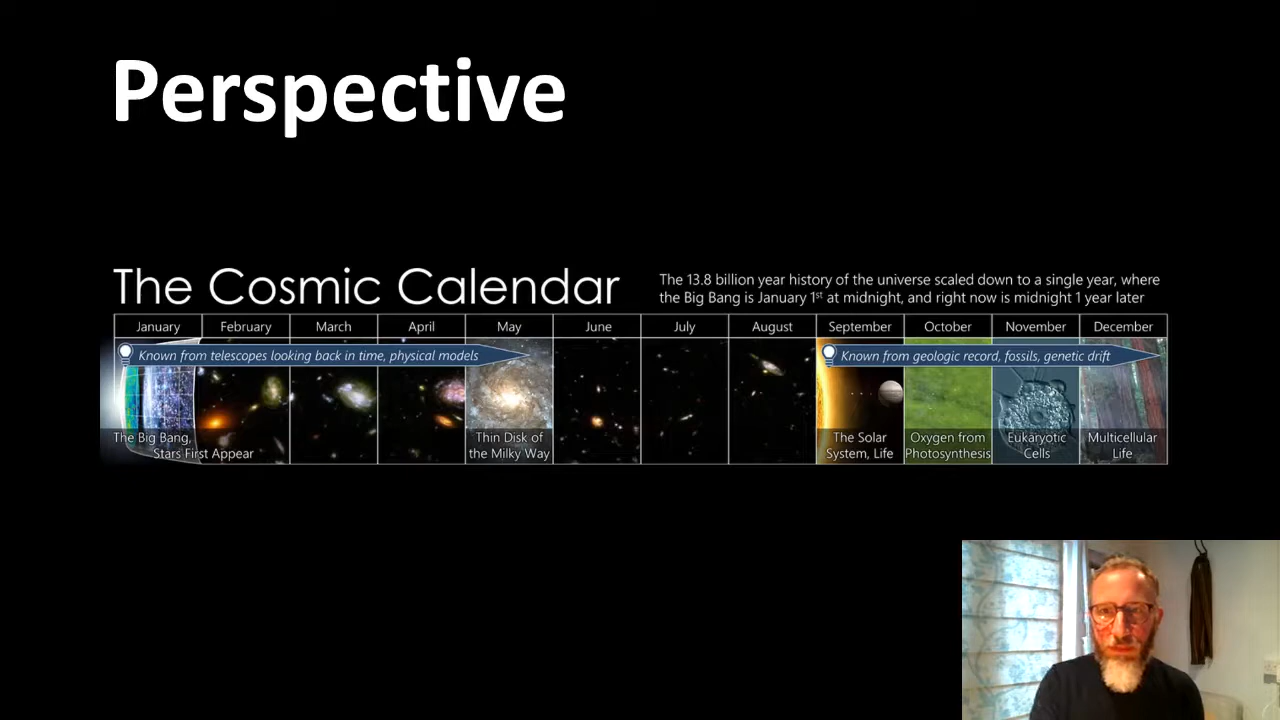 Perspective
The Cosmic Calendar
The 13.8 billion year history of the universe scaled down to a single year, where
the Big Bang is January 1st at midnight, and right now is midnight 1 year later
January February March April May June July August September October November December
Known from telescopes looking back in time, physical models
Known from geologic record, fossils, genetic drift
The Big Bang,
Stars First Appear
Thin Disk of
the Milky Way
The Solar
System, Life
Oxygen from
Photosynthesis
Eukaryotic
Cells
Multicellular
Life